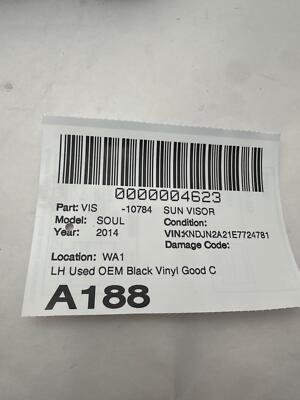 0000004623
Part: VIS -10784 SUN VISOR
Model: SOUL Condition:
Year: 2014 VIN:KNDJN2A21E7724781
Damage Code:
Location: WA1
LH Used OEM Black Vinyl Good C
A188